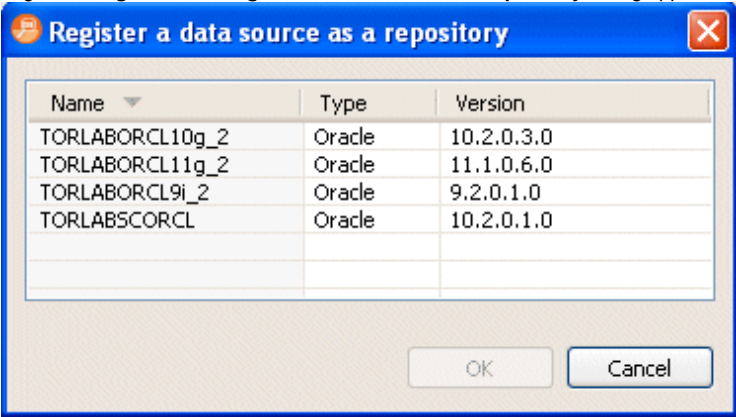 Register a data source as a repository
Name Type Version
TORLABORCL10g_2 Oracle 10.2.0.3.0
TORLABORCL11g_2 Oracle 11.1.0.6.0
TORLABORCL9i_2 Oracle 9.2.0.1.0
TORLABSCORCL Oracle 10.2.0.1.0
OK Cancel